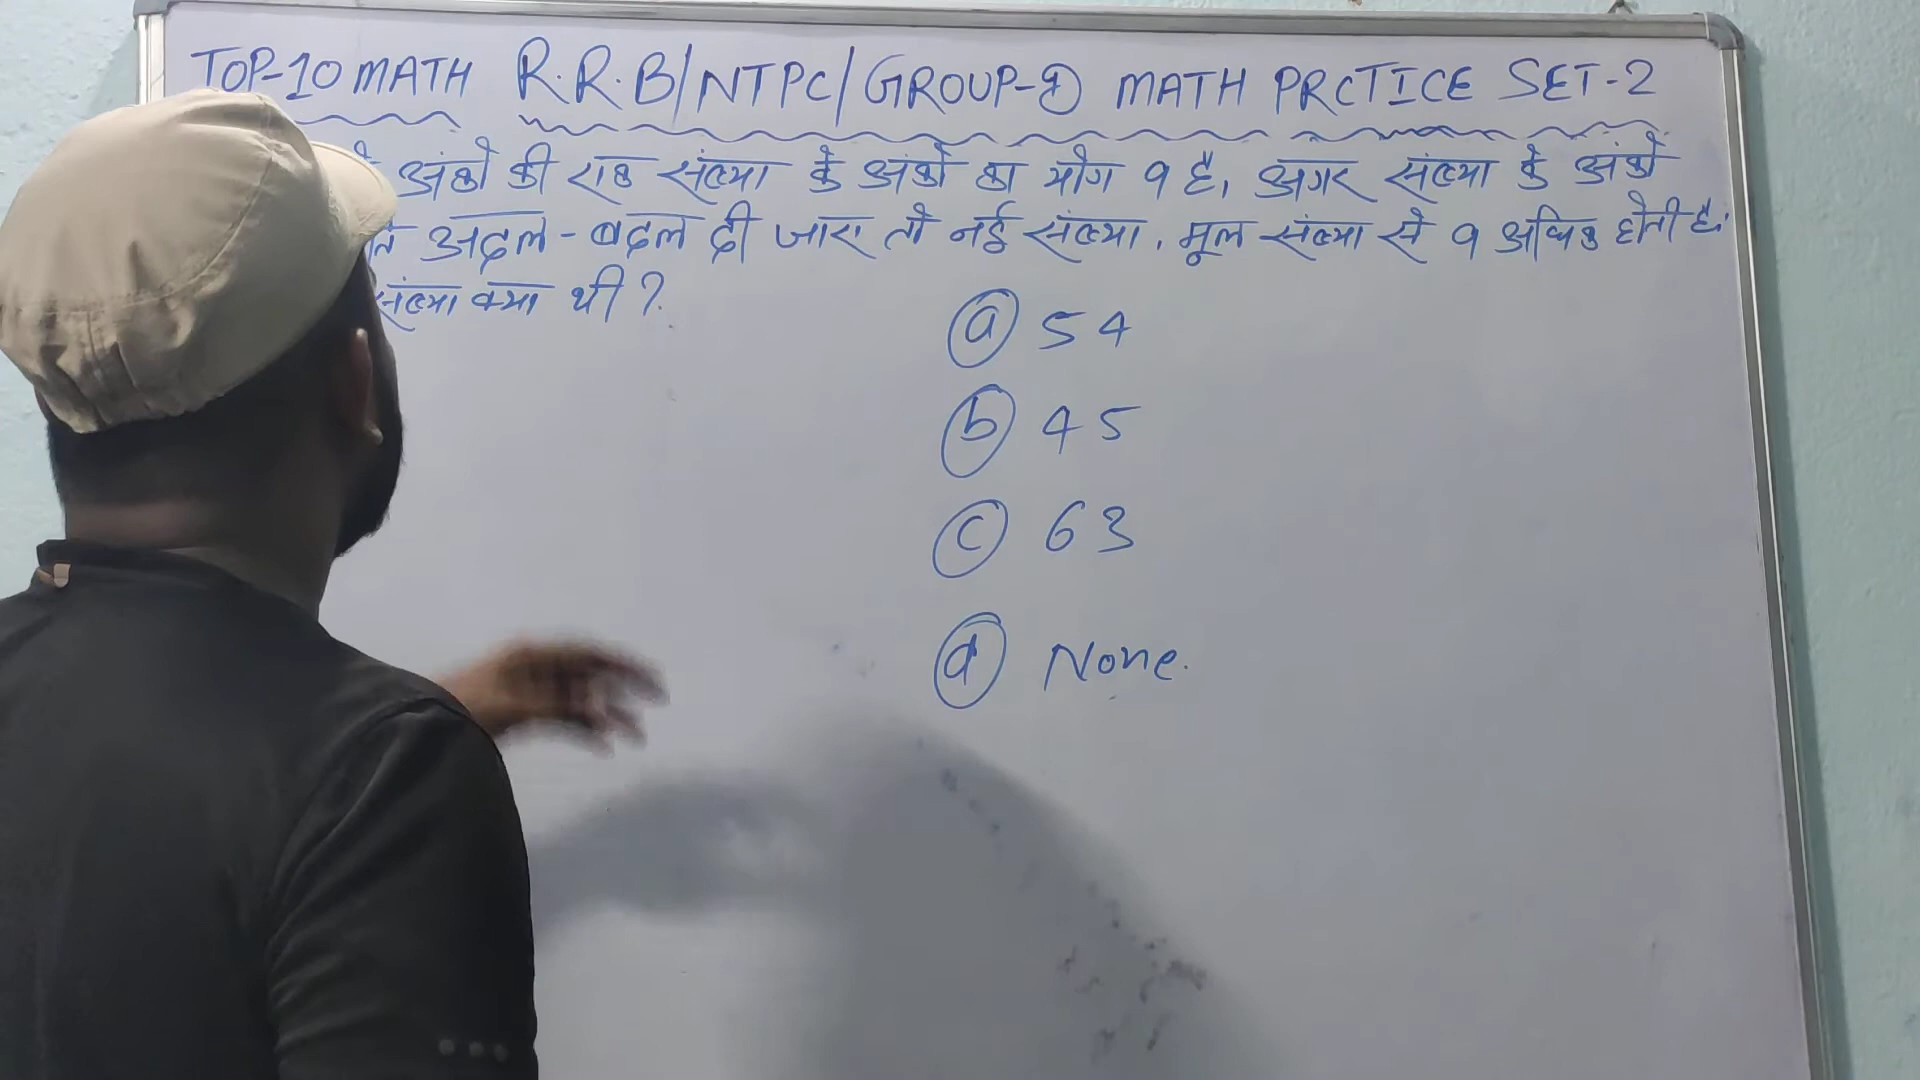 TOP-10 MATH R.R.B/NTPC/GROUP-D MATH PRCTICE SET-2
अंको की एक संख्या के अंको का योग 9 है, अगर संख्या के अंको
अदल-बदल दी जाए तो नई संख्या, मूल संख्या से 9 अधिक होती है।
संख्या क्या थी ?
(a) 54
(b) 45
(c) 63
(d) None.